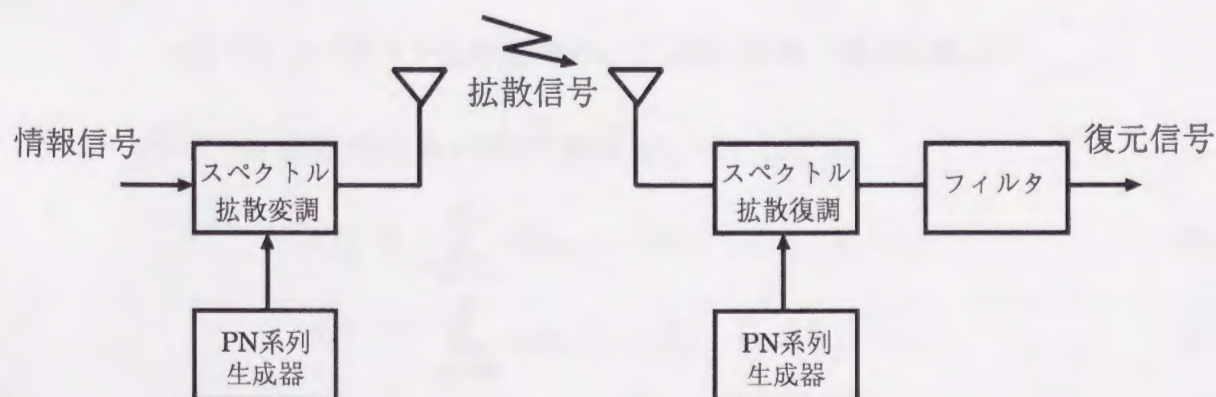 拡散信号
情報信号
スペクトル
拡散変調
スペクトル
拡散復調
フィルタ
復元信号
PN系列
生成器
PN系列
生成器